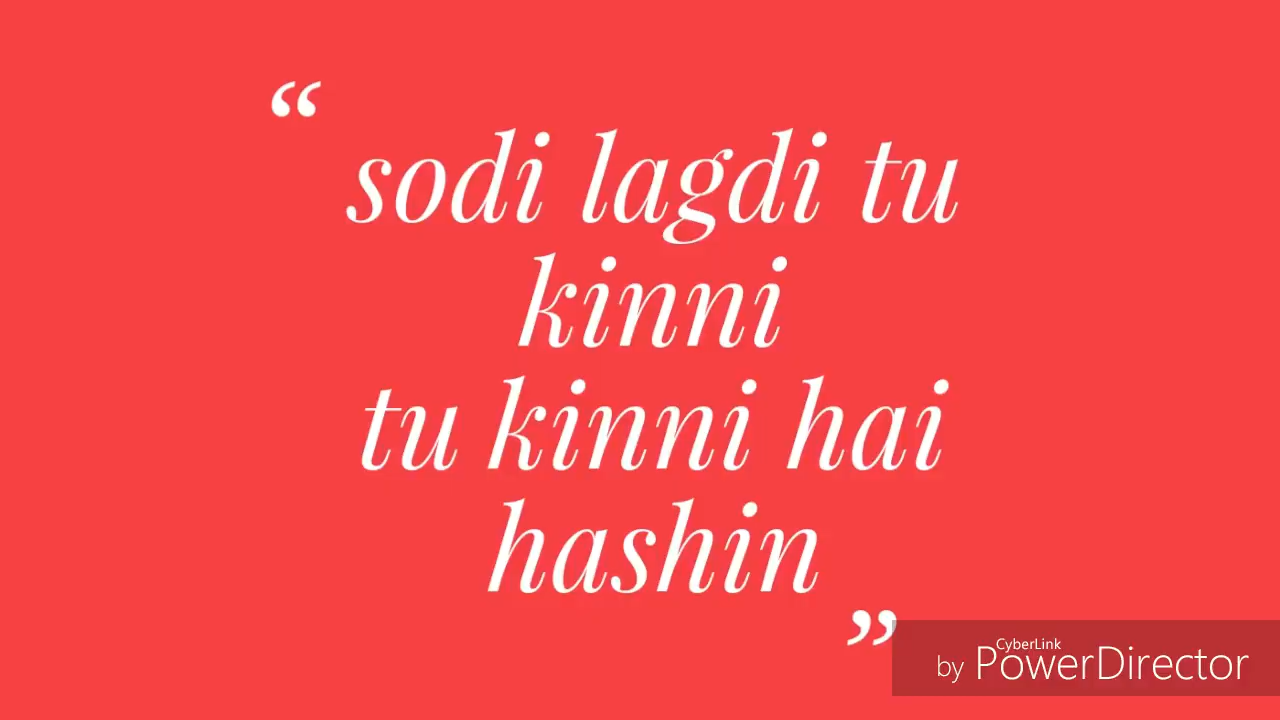 “
sodi lagdi tu
kinni
tu kinni hai
hashin
”
CyberLink
by PowerDirector